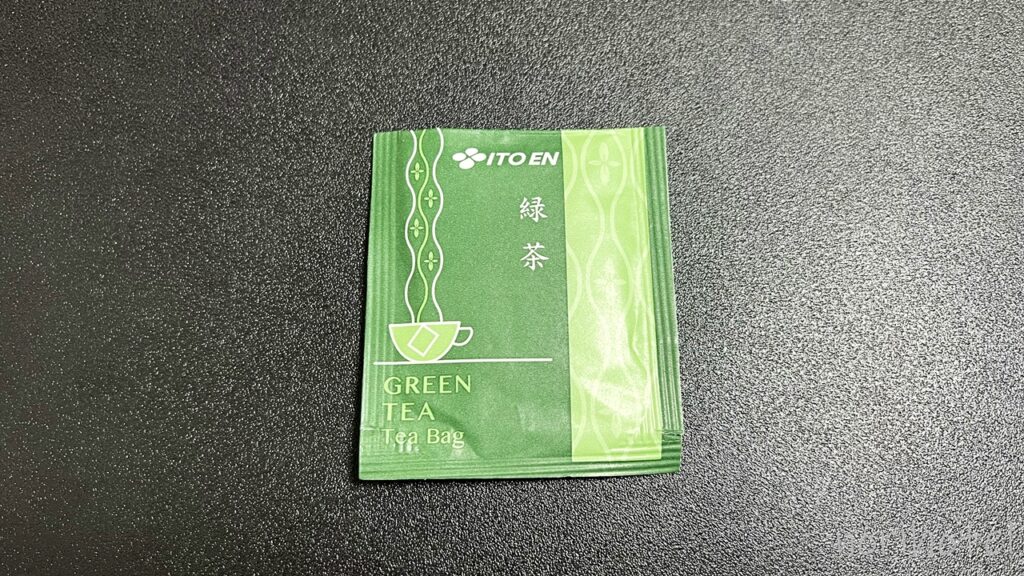 ITO EN
緑茶
GREEN
TEA
Tea Bag